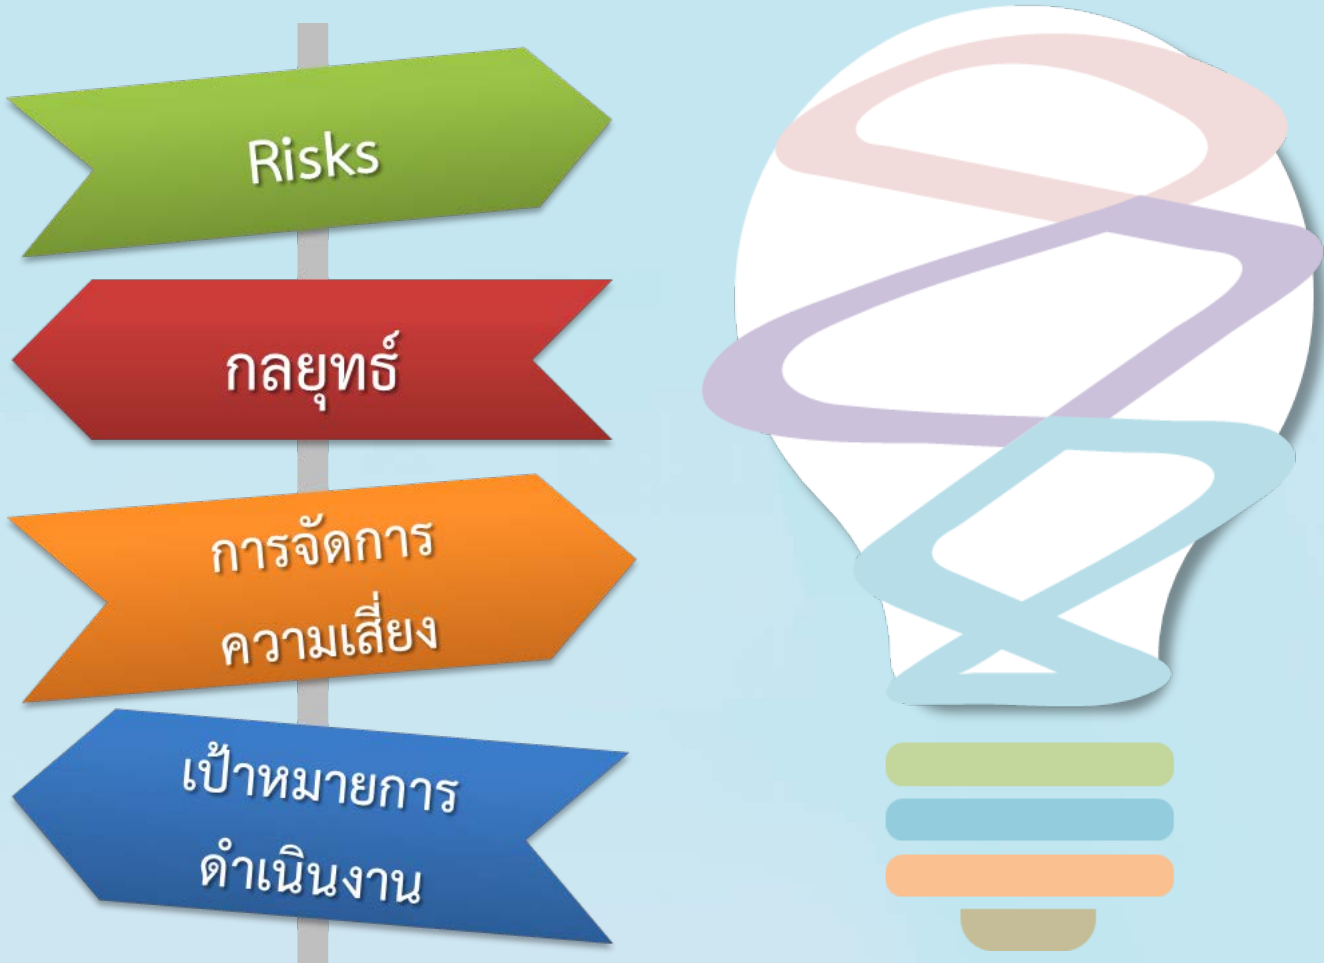 Risks
กลยุทธ์
การจัดการ
ความเสี่ยง
เป้าหมายการ
ดำเนินงาน